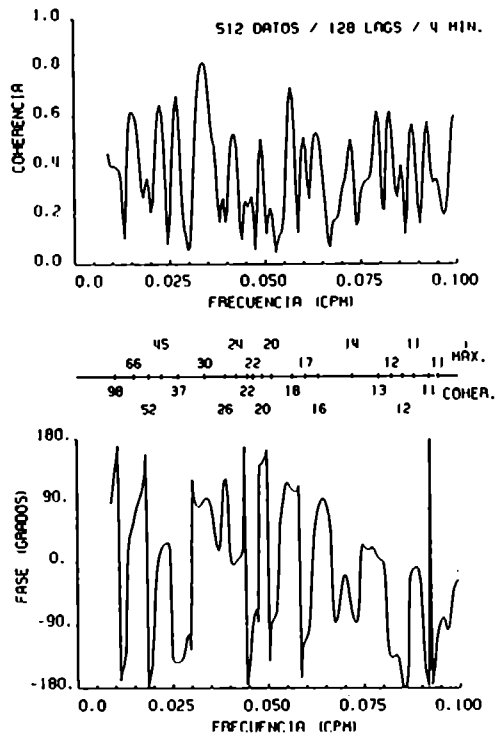 512 DATOS / 128 LAGS / 4 MIN.
COHERENCIA
1.0
0.8
0.6
0.4
0.2
0.0
0.0 0.025 0.050 0.075 0.100
FRECUENCIA (CPM)
45 24 20 14 11 1
66 30 22 17 12 11 MÁX.
98 37 22 18 13 11 COHER.
52 26 20 16 12
FASE (GRADOS)
180.
90.
0.
-90.
-180.
0.0 0.025 0.050 0.075 0.100
FRECUENCIA (CPM)